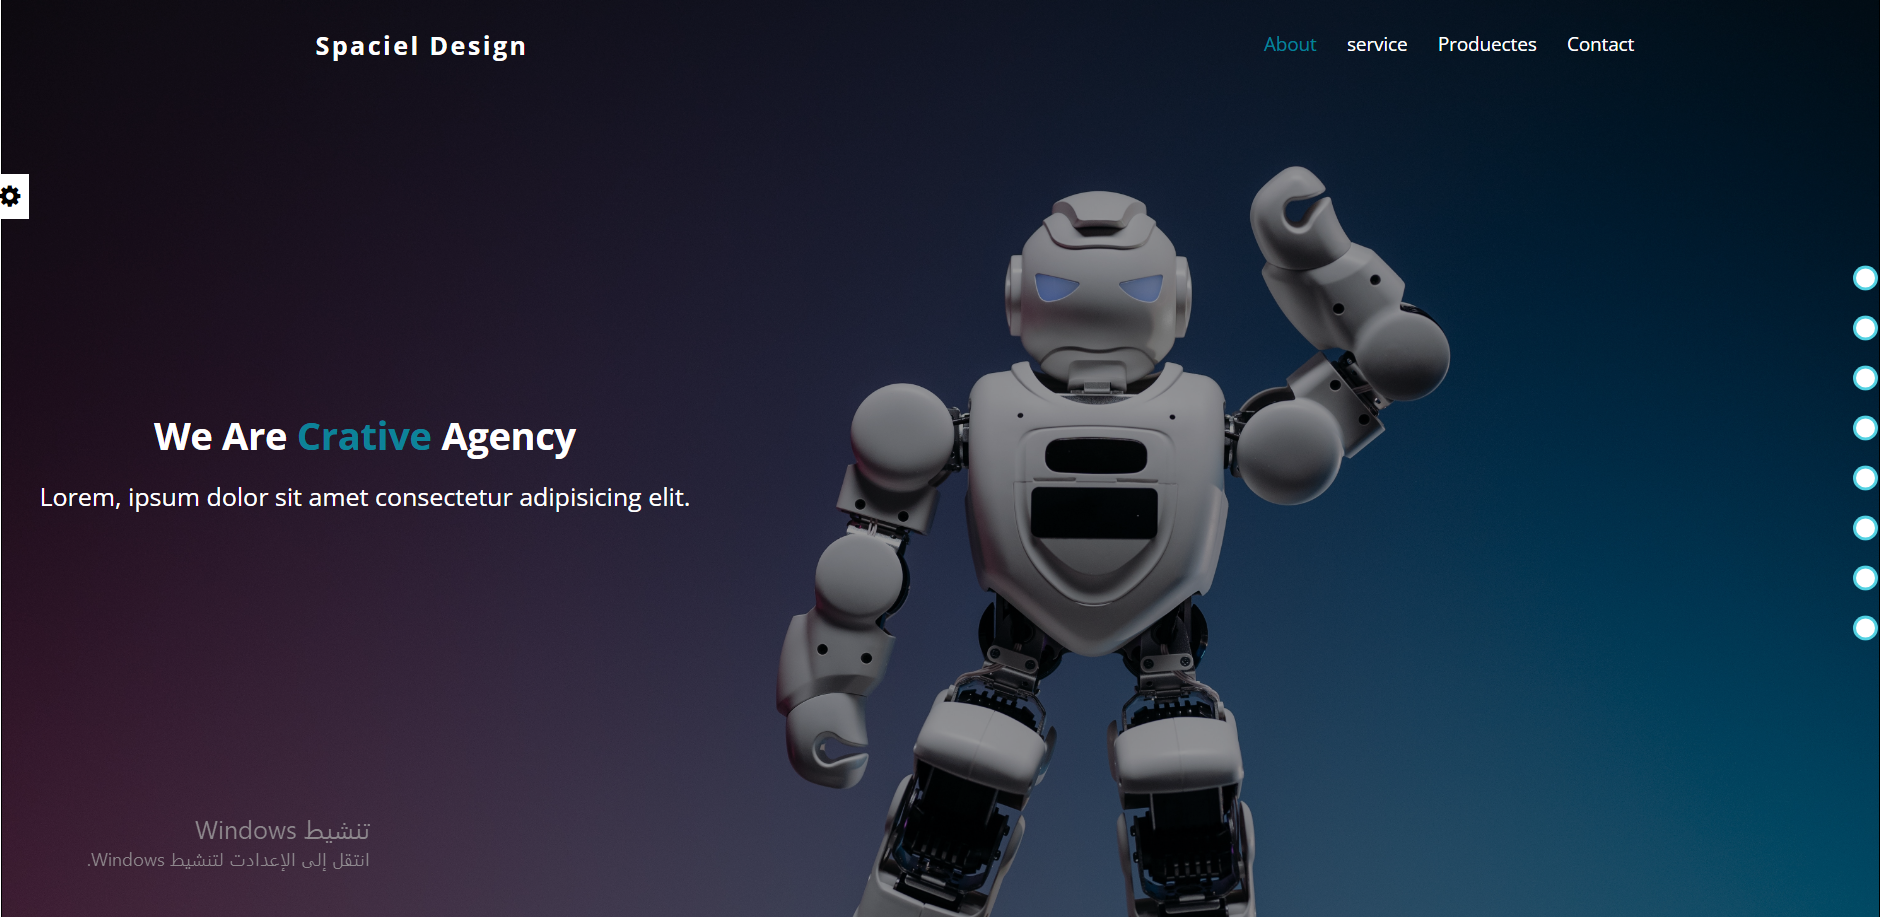 Spaciel Design
About service Produectes Contact
We Are Crative Agency
Lorem, ipsum dolor sit amet consectetur adipisicing elit.
تنشيط Windows
انتقل إلى الإعدادت لتنشيط Windows.